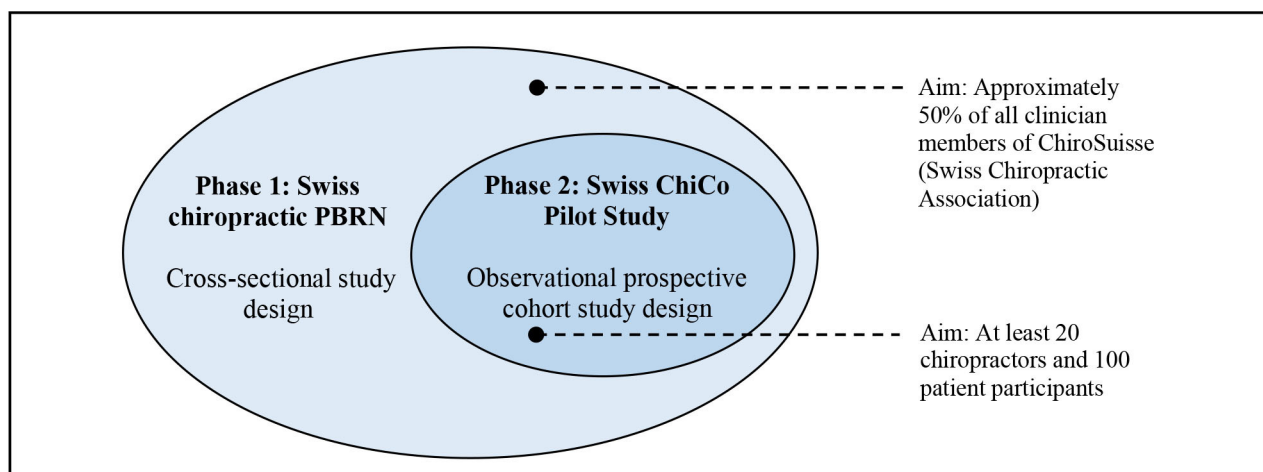 Phase 1: Swiss
chiropractic PBRN
Cross-sectional study
design
Phase 2: Swiss ChiCo
Pilot Study
Observational prospective
cohort study design
Aim: Approximately
50% of all clinician
members of ChiroSuisse
(Swiss Chiropractic
Association)
Aim: At least 20
chiropractors and 100
patient participants